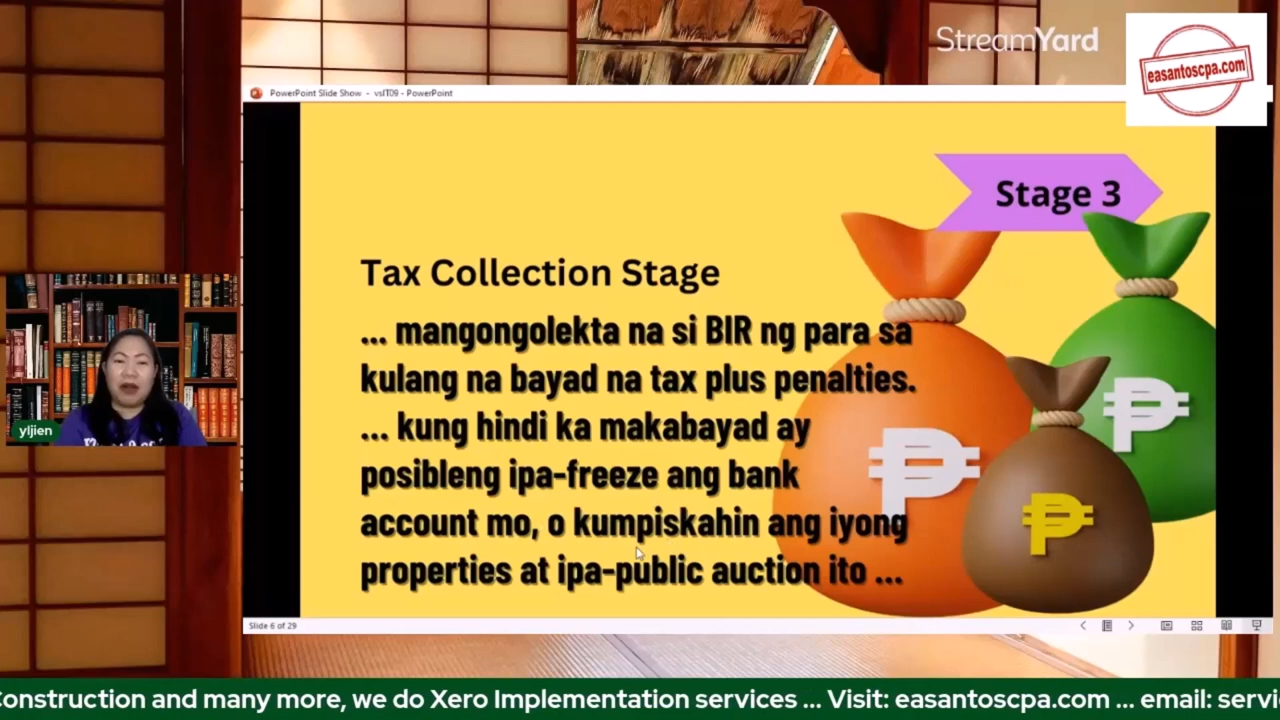 StreamYard
easantoscpa.com
PowerPoint Slide Show - vsIT09 - PowerPoint
Stage 3
Tax Collection Stage
... mangongolekta na si BIR ng para sa
kulang na bayad na tax plus penalties.
... kung hindi ka makabayad ay
posibleng ipa-freeze ang bank
account mo, o kumpiskahin ang iyong
properties at ipa-public auction ito ...
yljien
Slide 6 of 29
Construction and many more, we do Xero Implementation services ... Visit: easantoscpa.com ... email: servi